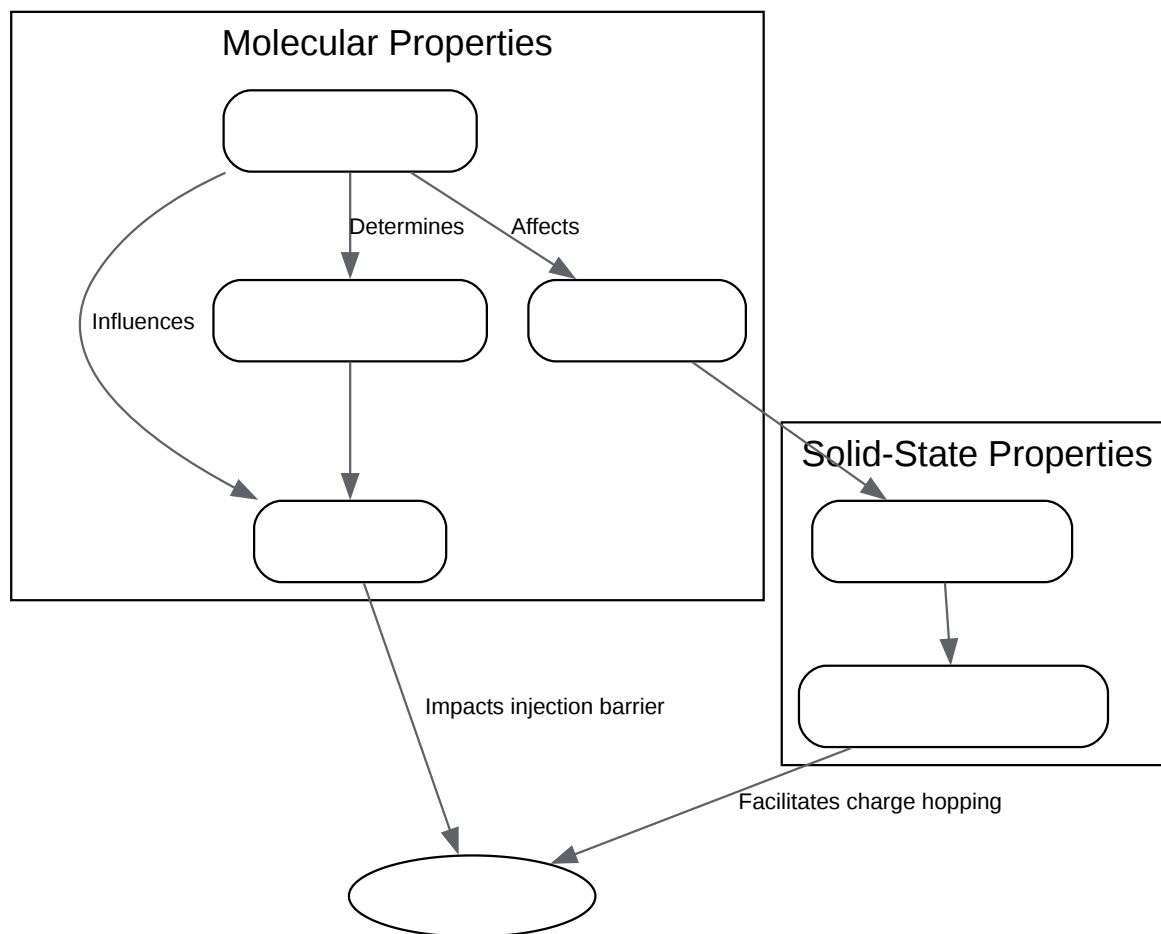 Molecular Properties
Determines
Affects
Influences
Solid-State Properties
Impacts injection barrier
Facilitates charge hopping